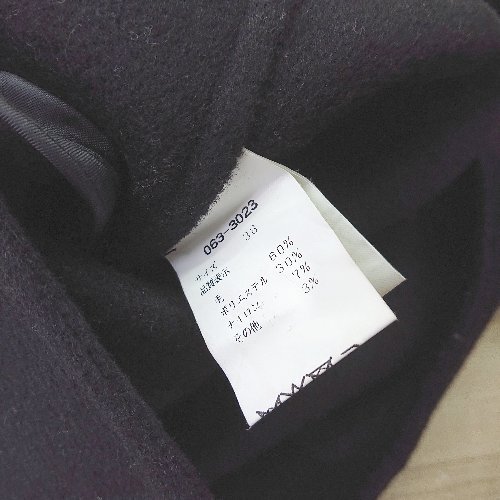 063-3023
サイズ 38
品質表示
毛 60%
ポリエステル 30%
ナイロン 7%
その他 3%